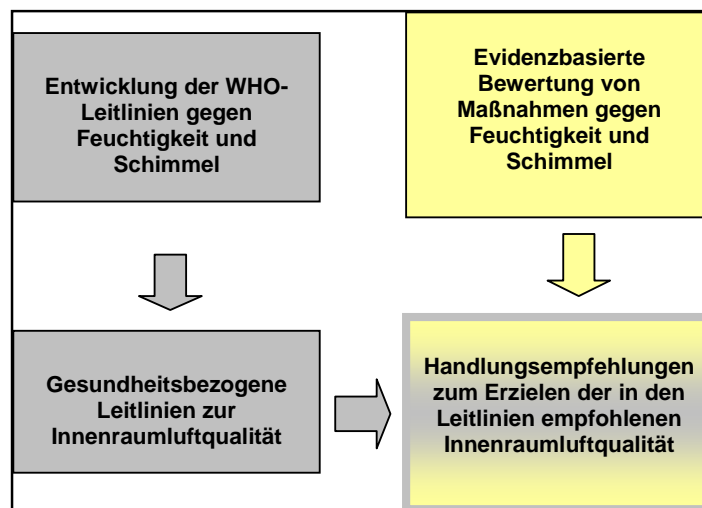 Entwicklung der WHO-
Leitlinien gegen
Feuchtigkeit und
Schimmel
Evidenzbasierte
Bewertung von
Maßnahmen gegen
Feuchtigkeit und
Schimmel
Gesundheitsbezogene
Leitlinien zur
Innenraumluftqualität
Handlungsempfehlungen
zum Erzielen der in den
Leitlinien empfohlenen
Innenraumluftqualität